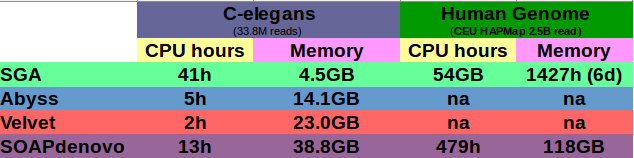 C-elegans Human Genome
(33.8M reads) (CEU HAPMap 2.5B read)
CPU hours Memory CPU hours Memory
SGA 41h 4.5GB 54GB 1427h (6d)
Abyss 5h 14.1GB na na
Velvet 2h 23.0GB na na
SOAPdenovo 13h 38.8GB 479h 118GB